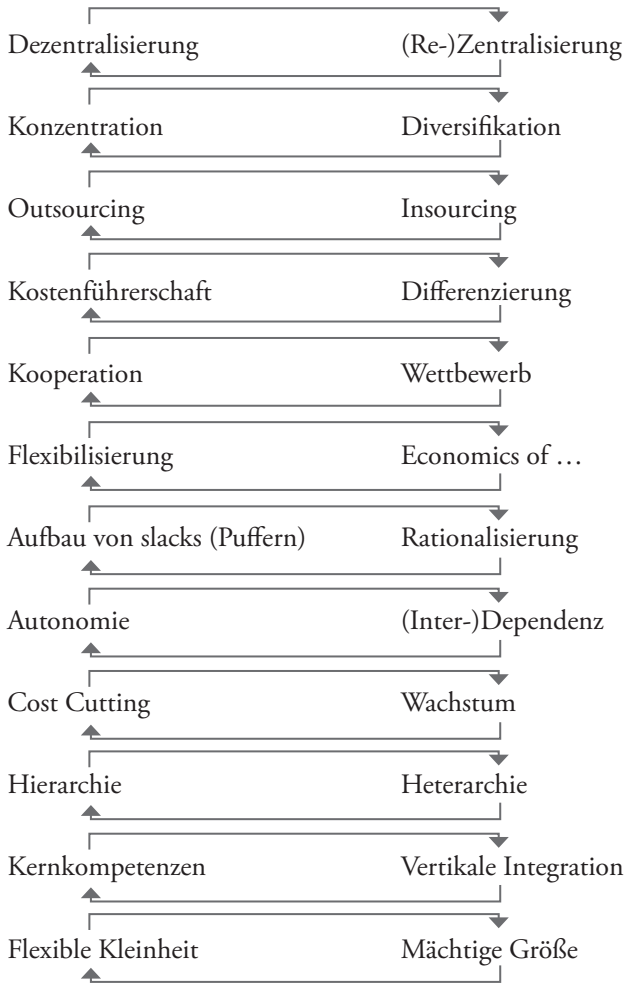 Dezentralisierung (Re-)Zentralisierung
Konzentration Diversifikation
Outsourcing Insourcing
Kostenführerschaft Differenzierung
Kooperation Wettbewerb
Flexibilisierung Economics of …
Aufbau von slacks (Puffern) Rationalisierung
Autonomie (Inter-)Dependenz
Cost Cutting Wachstum
Hierarchie Heterarchie
Kernkompetenzen Vertikale Integration
Flexible Kleinheit Mächtige Größe